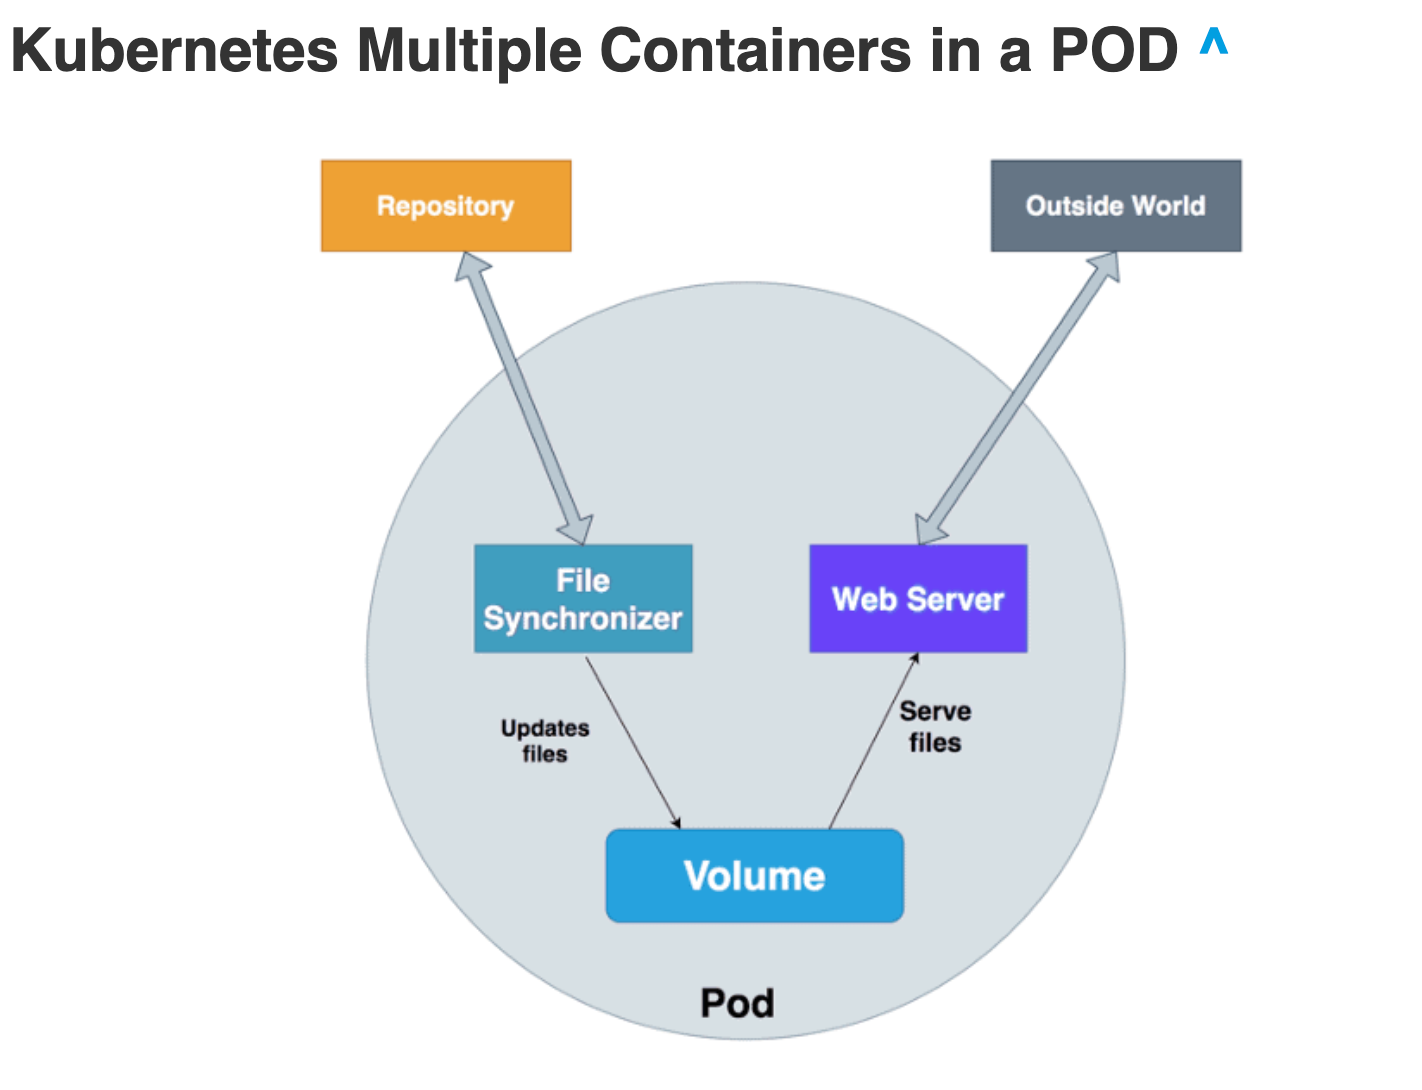 Kubernetes Multiple Containers in a POD ^
Repository
Outside World
File
Synchronizer
Web Server
Updates
files
Serve
files
Volume
Pod